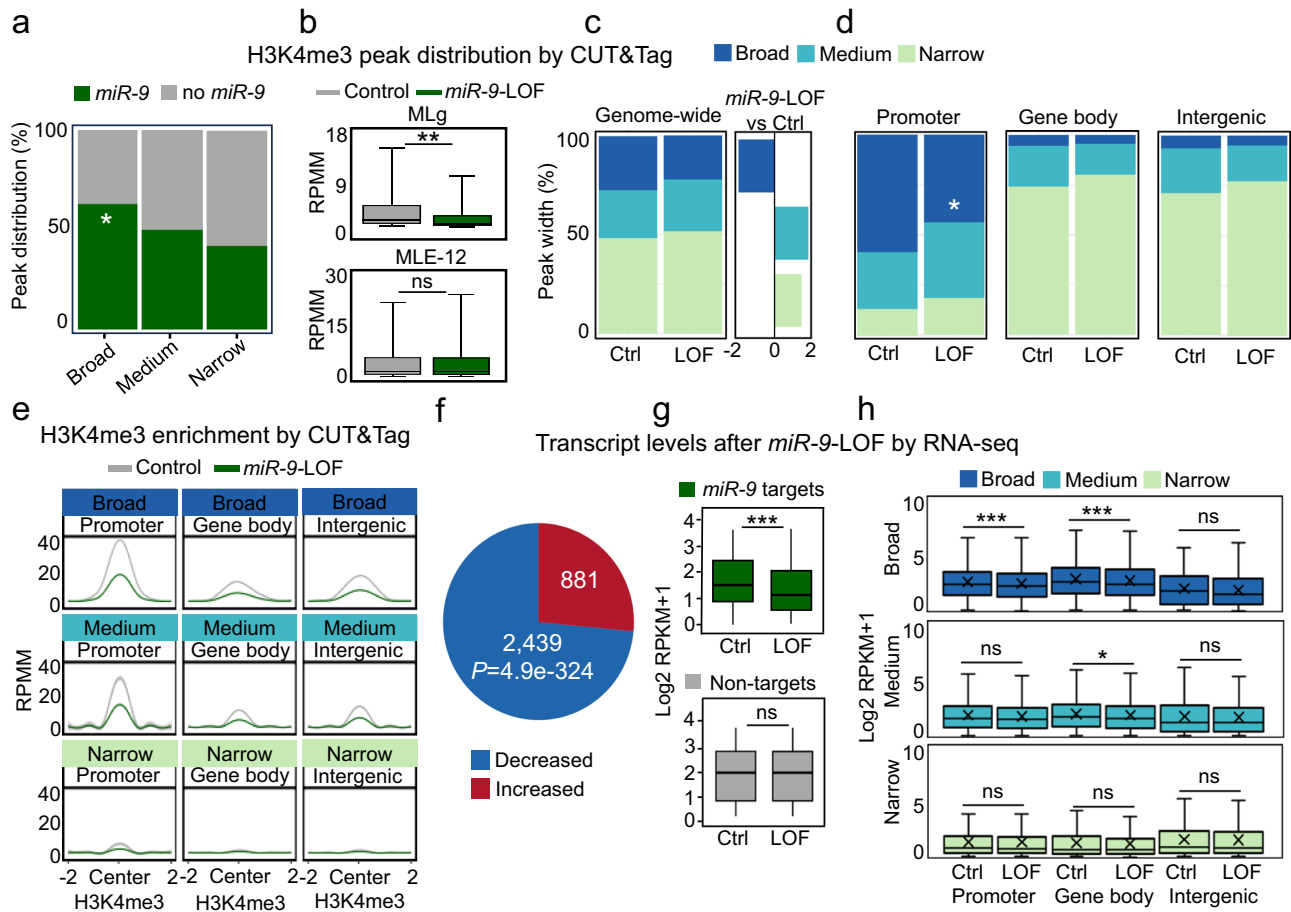 a
b
c
d
H3K4me3 peak distribution by CUT&Tag
Broad Medium Narrow
miR-9 no miR-9
Peak distribution (%)
100
50
0
*
Broad
Medium
Narrow
Control miR-9-LOF
MLg
RPMM
18
9
0
**
MLE-12
RPMM
30
15
0
ns
Genome-wide
miR-9-LOF
vs Ctrl
Peak width (%)
100
50
0
Ctrl LOF
-2 0 2
Promoter Gene body Intergenic
*
Ctrl LOF Ctrl LOF Ctrl LOF
e
H3K4me3 enrichment by CUT&Tag
Control miR-9-LOF
Broad Broad Broad
Promoter Gene body Intergenic
40
20
0
Medium Medium Medium
Promoter Gene body Intergenic
RPMM
40
20
0
Narrow Narrow Narrow
Promoter Gene body Intergenic
40
20
0
-2 Center 2 -2 Center 2 -2 Center 2
H3K4me3 H3K4me3 H3K4me3
f
g
h
Transcript levels after miR-9-LOF by RNA-seq
881
2,439
P=4.9e-324
Decreased
Increased
miR-9 targets
***
4
3
2
1
0
Ctrl LOF
Log2 RPKM+1
Non-targets
ns
4
3
2
1
0
Ctrl LOF
Broad Medium Narrow
Log2 RPKM+1
Broad
10
5
0
*** *** ns
Medium
10
5
0
ns * ns
Narrow
10
5
0
ns ns ns
Ctrl LOF Ctrl LOF Ctrl LOF
Promoter Gene body Intergenic